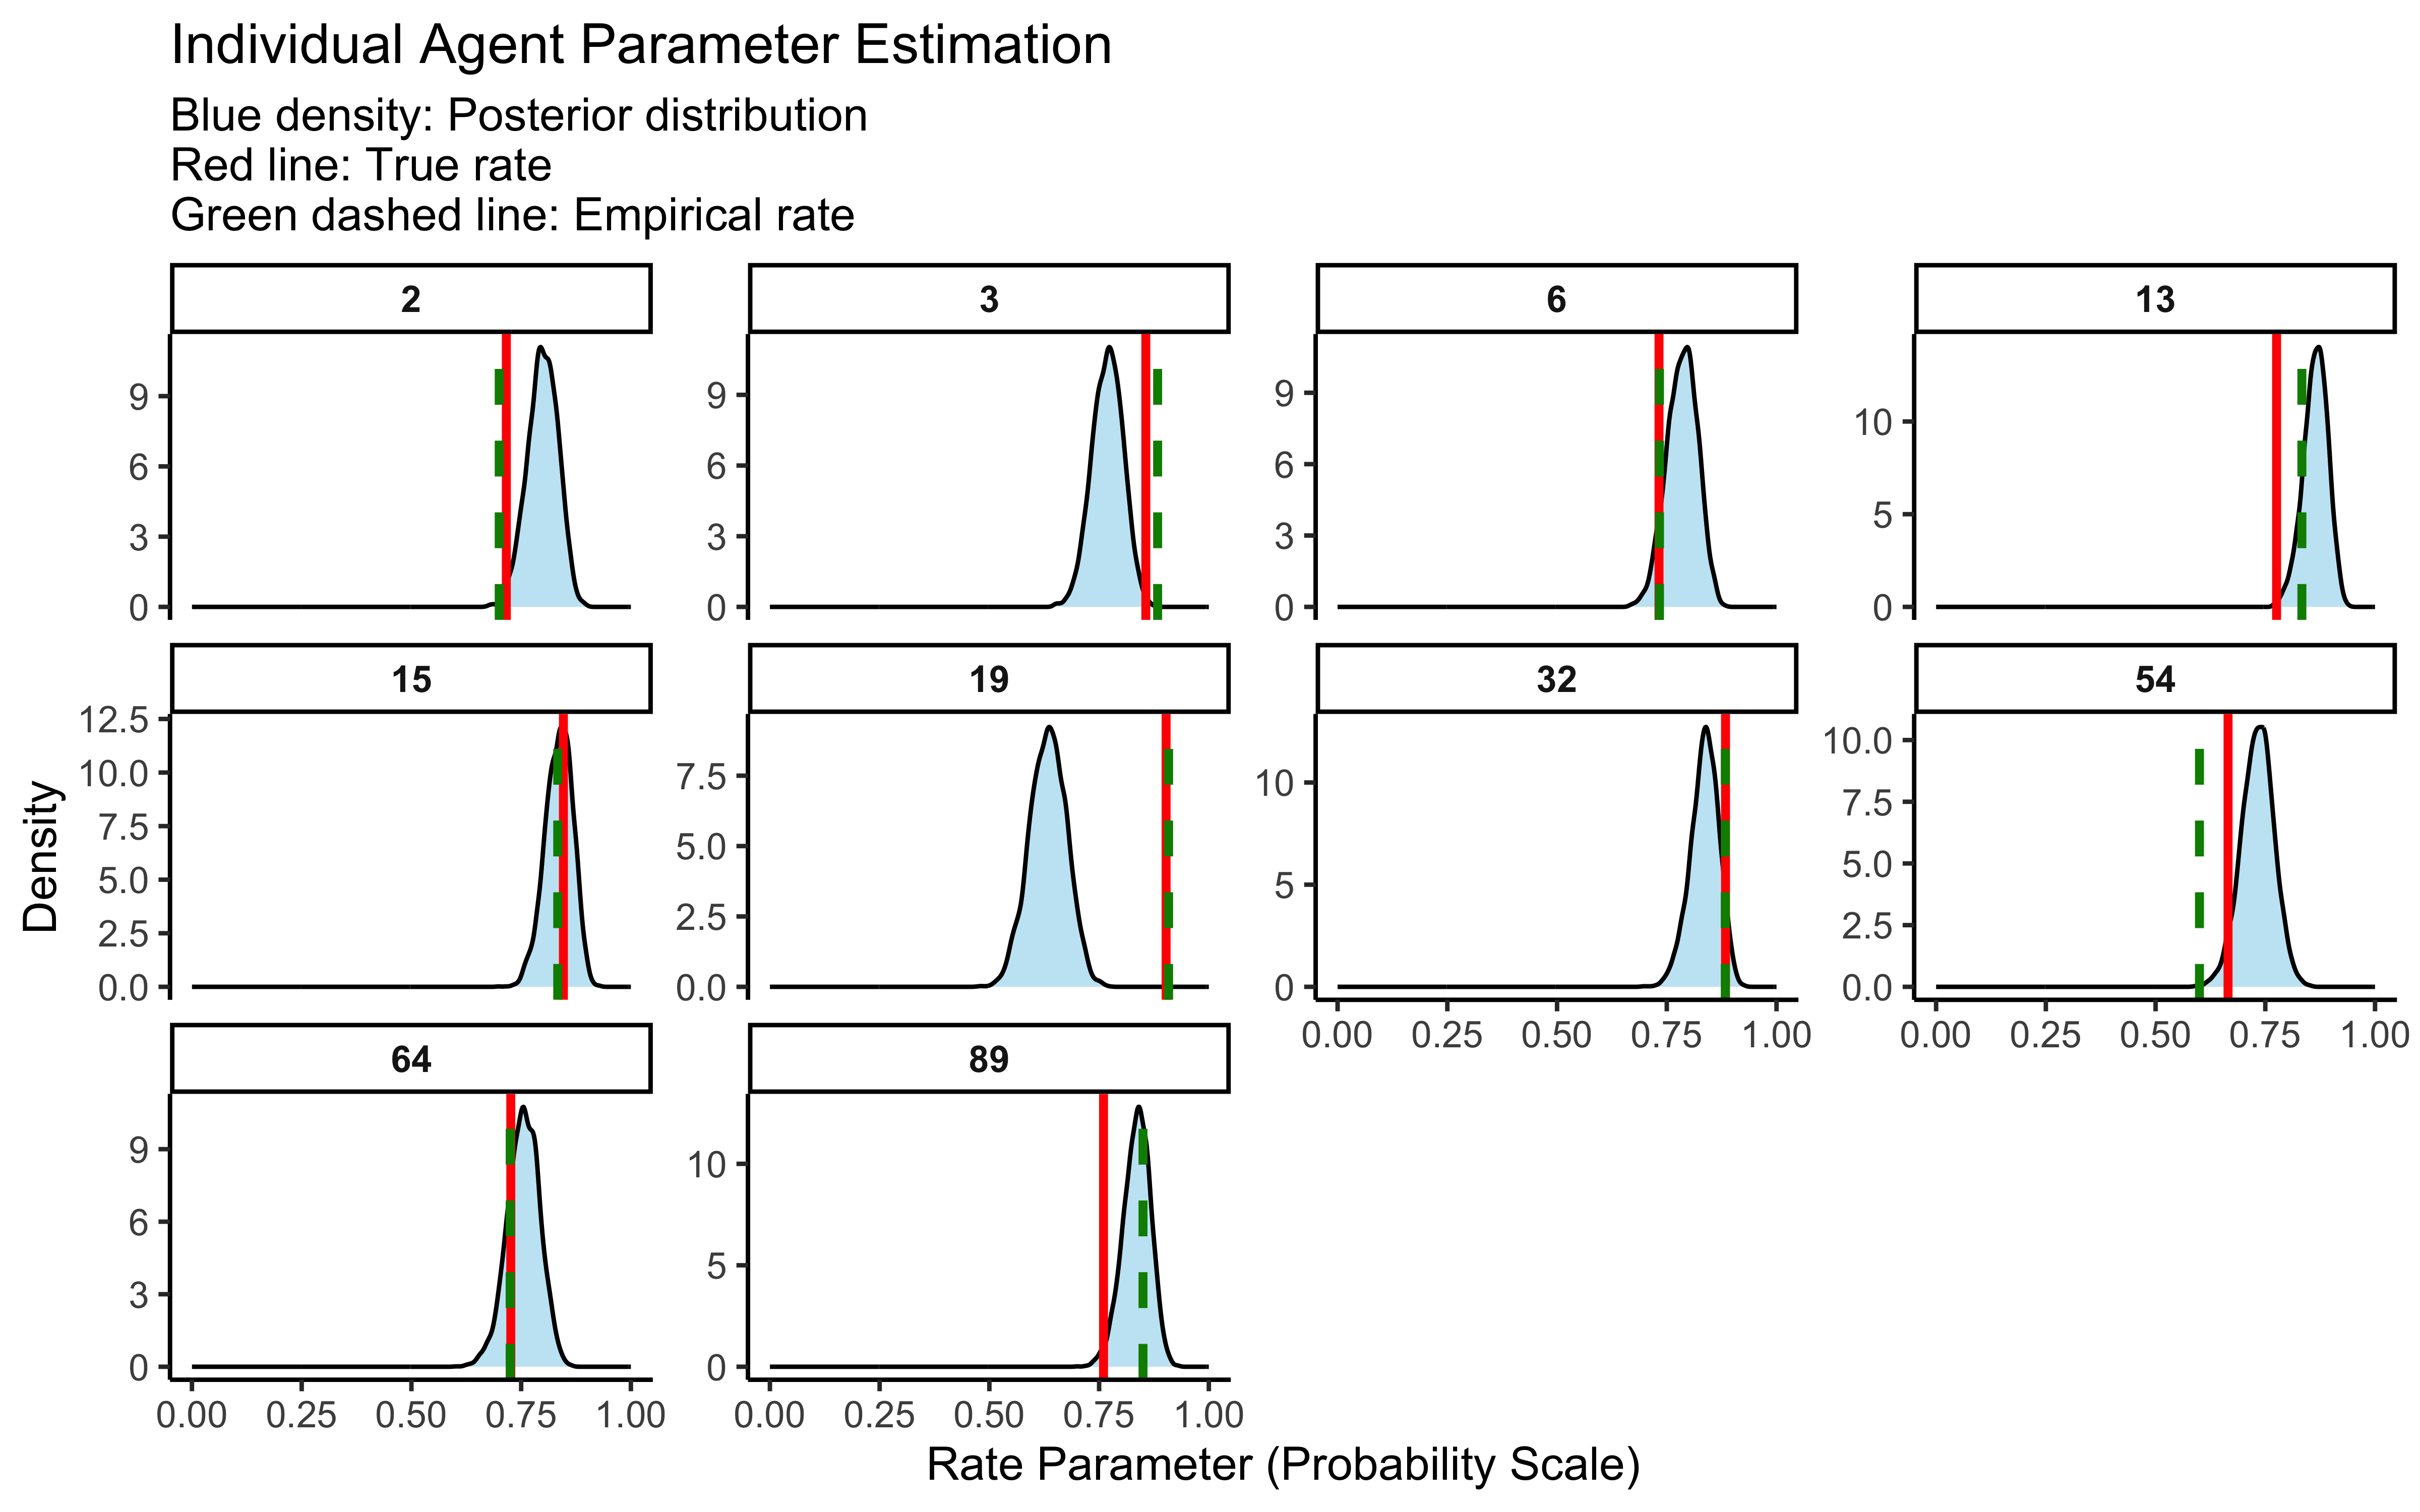 Individual Agent Parameter Estimation
Blue density: Posterior distribution
Red line: True rate
Green dashed line: Empirical rate
2 3 6 13
9 9 9 10
6 6 6 5
3 3 3 0
0 0 0
15 19 32 54
12.5 7.5 10 10.0
10.0 5.0 5 7.5
7.5 2.5 0 5.0
5.0 0.0 2.5
2.5 0.0
0.0
0.00 0.25 0.50 0.75 1.00 0.00 0.25 0.50 0.75 1.00
64 89
9 10
6 5
3 0
0
0.00 0.25 0.50 0.75 1.00 0.00 0.25 0.50 0.75 1.00
Density
Rate Parameter (Probability Scale)